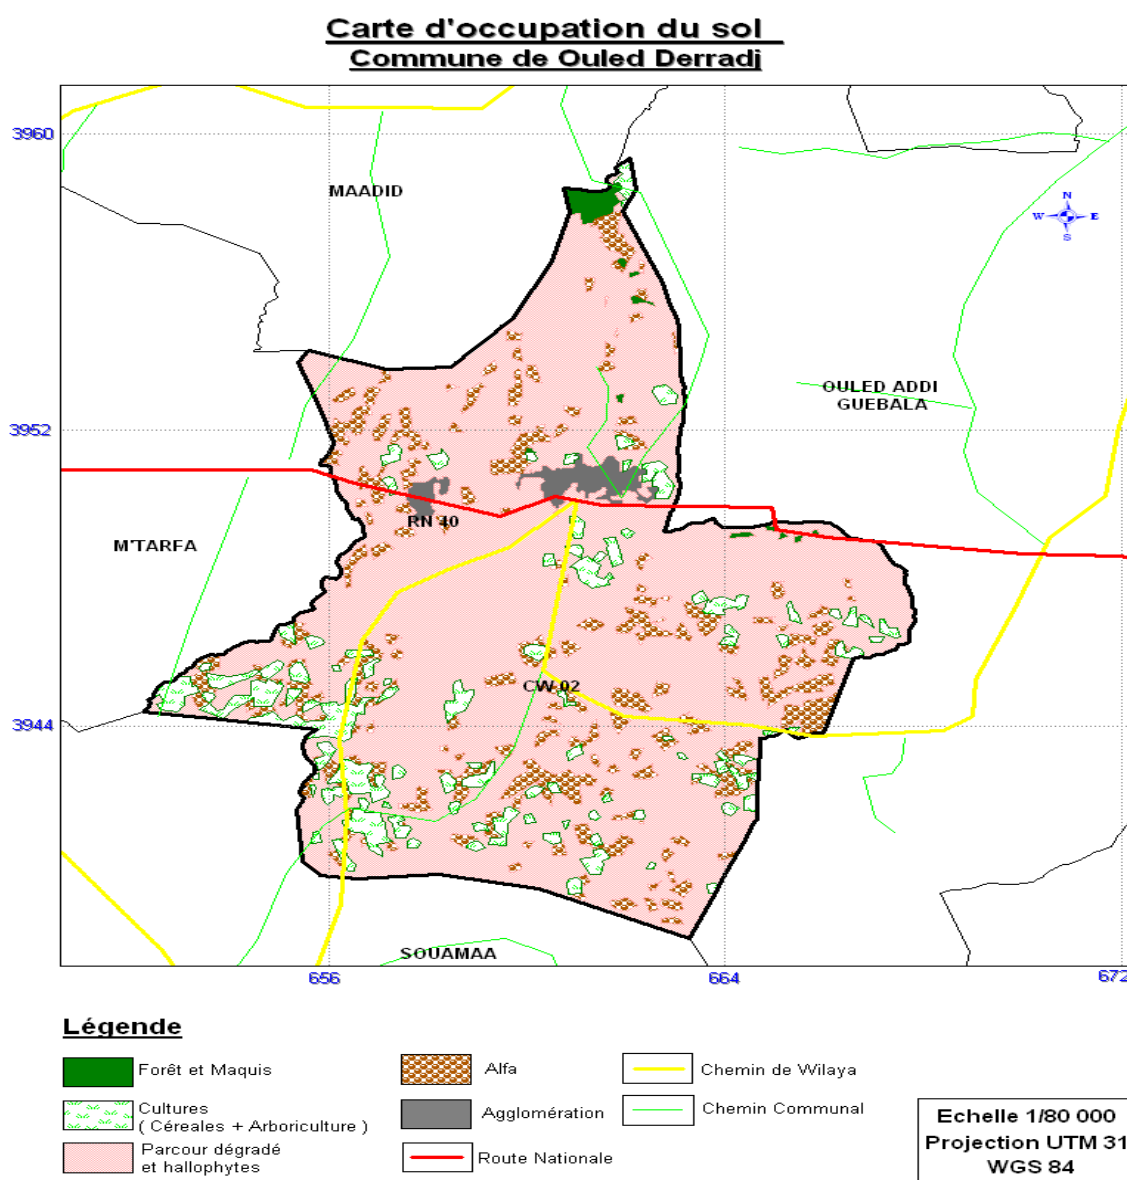 Carte d'occupation du sol
Commune de Ouled Derradj
3960
MAADID
N
W E
S
OULED ADDI
GUEBALA
3952
RN 40
M'TARFA
CW 02
3944
SOUAMAA
656
664
672
Légende
Forêt et Maquis
Alfa
Chemin de Wilaya
Cultures
( Céreales + Arboriculture )
Agglomération
Chemin Communal
Parcour dégradé
et hallophytes
Route Nationale
Echelle 1/80 000
Projection UTM 31
WGS 84